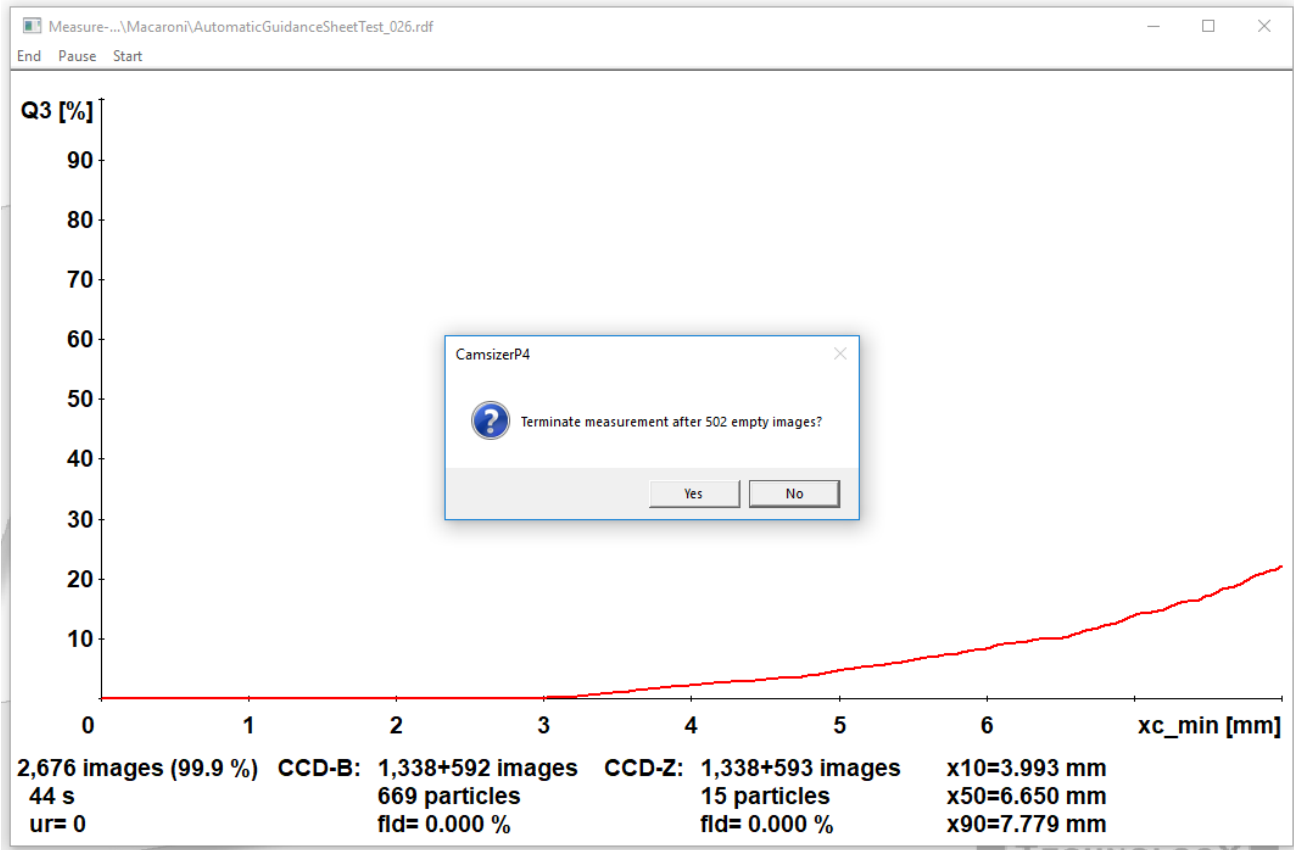 Measure-...\Macaroni\AutomaticGuidanceSheetTest_026.rdf
End Pause Start
Q3 [%]
90
80
70
60
50
40
30
20
10
CamsizerP4
Terminate measurement after 502 empty images?
Yes No
0 1 2 3 4 5 6 xc_min [mm]
2,676 images (99.9 %) CCD-B: 1,338+592 images CCD-Z: 1,338+593 images x10=3.993 mm
44 s 669 particles 15 particles x50=6.650 mm
ur= 0 fld= 0.000 % fld= 0.000 % x90=7.779 mm